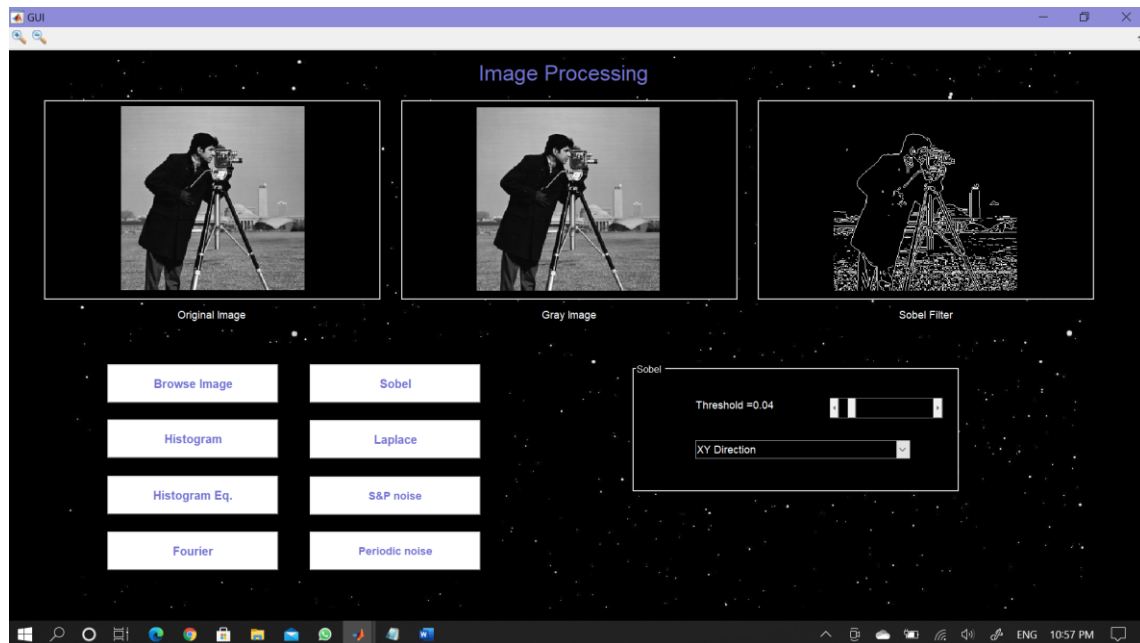 GUI
Image Processing
Original Image
Gray Image
Sobel Filter
Browse Image
Sobel
Histogram
Laplace
Histogram Eq.
S&P noise
Fourier
Periodic noise
Sobel
Threshold =0.04
XY Direction
ENG 10:57 PM